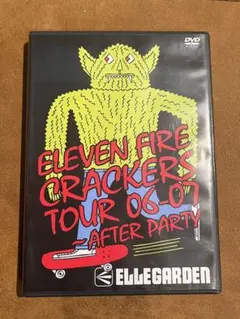 DVD
ELEVEN FIRE
CRACKERS
TOUR 06-07
~AFTER PARTY
ELLEGARDEN